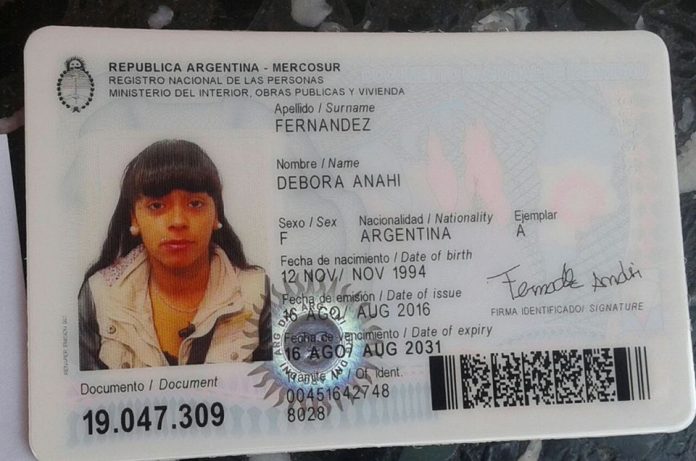 REPUBLICA ARGENTINA - MERCOSUR
REGISTRO NACIONAL DE LAS PERSONAS
MINISTERIO DEL INTERIOR, OBRAS PUBLICAS Y VIVIENDA
Apellido / Surname
FERNANDEZ
Nombre / Name
DEBORA ANAHI
Sexo / Sex Nacionalidad / Nationality Ejemplar
F ARGENTINA A
Fecha de nacimiento / Date of birth
12 NOV/ NOV 1994
Fecha de emisión / Date of issue
16 AGO/ AUG 2016
FIRMA IDENTIFICADO/ SIGNATURE
Fecha de vencimiento / Date of expiry
16 AGO/ AUG 2031
Trámite / Of. Ident.
00451642748
8028
Documento / Document
19.047.309